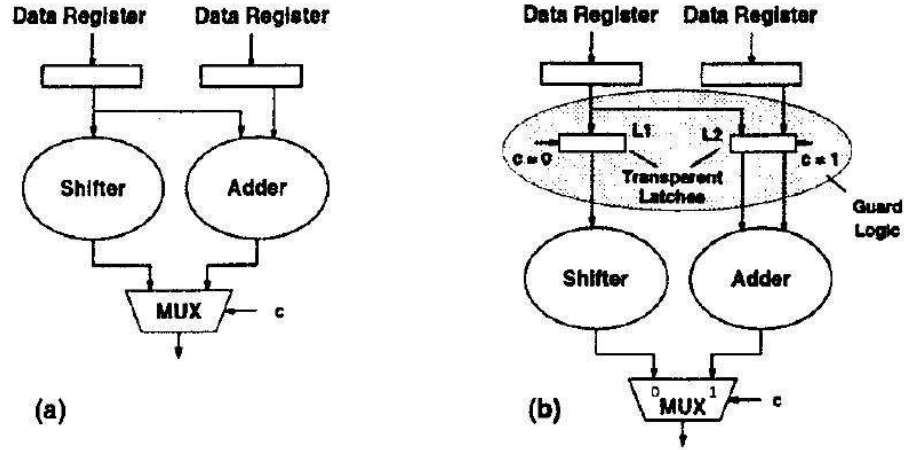 Data Register Data Register
Shifter Adder
MUX c
(a)
Data Register Data Register
L1 L2
c = 0 c = 1
Transparent
Latches
Guard
Logic
Shifter Adder
0 1
MUX c
(b)